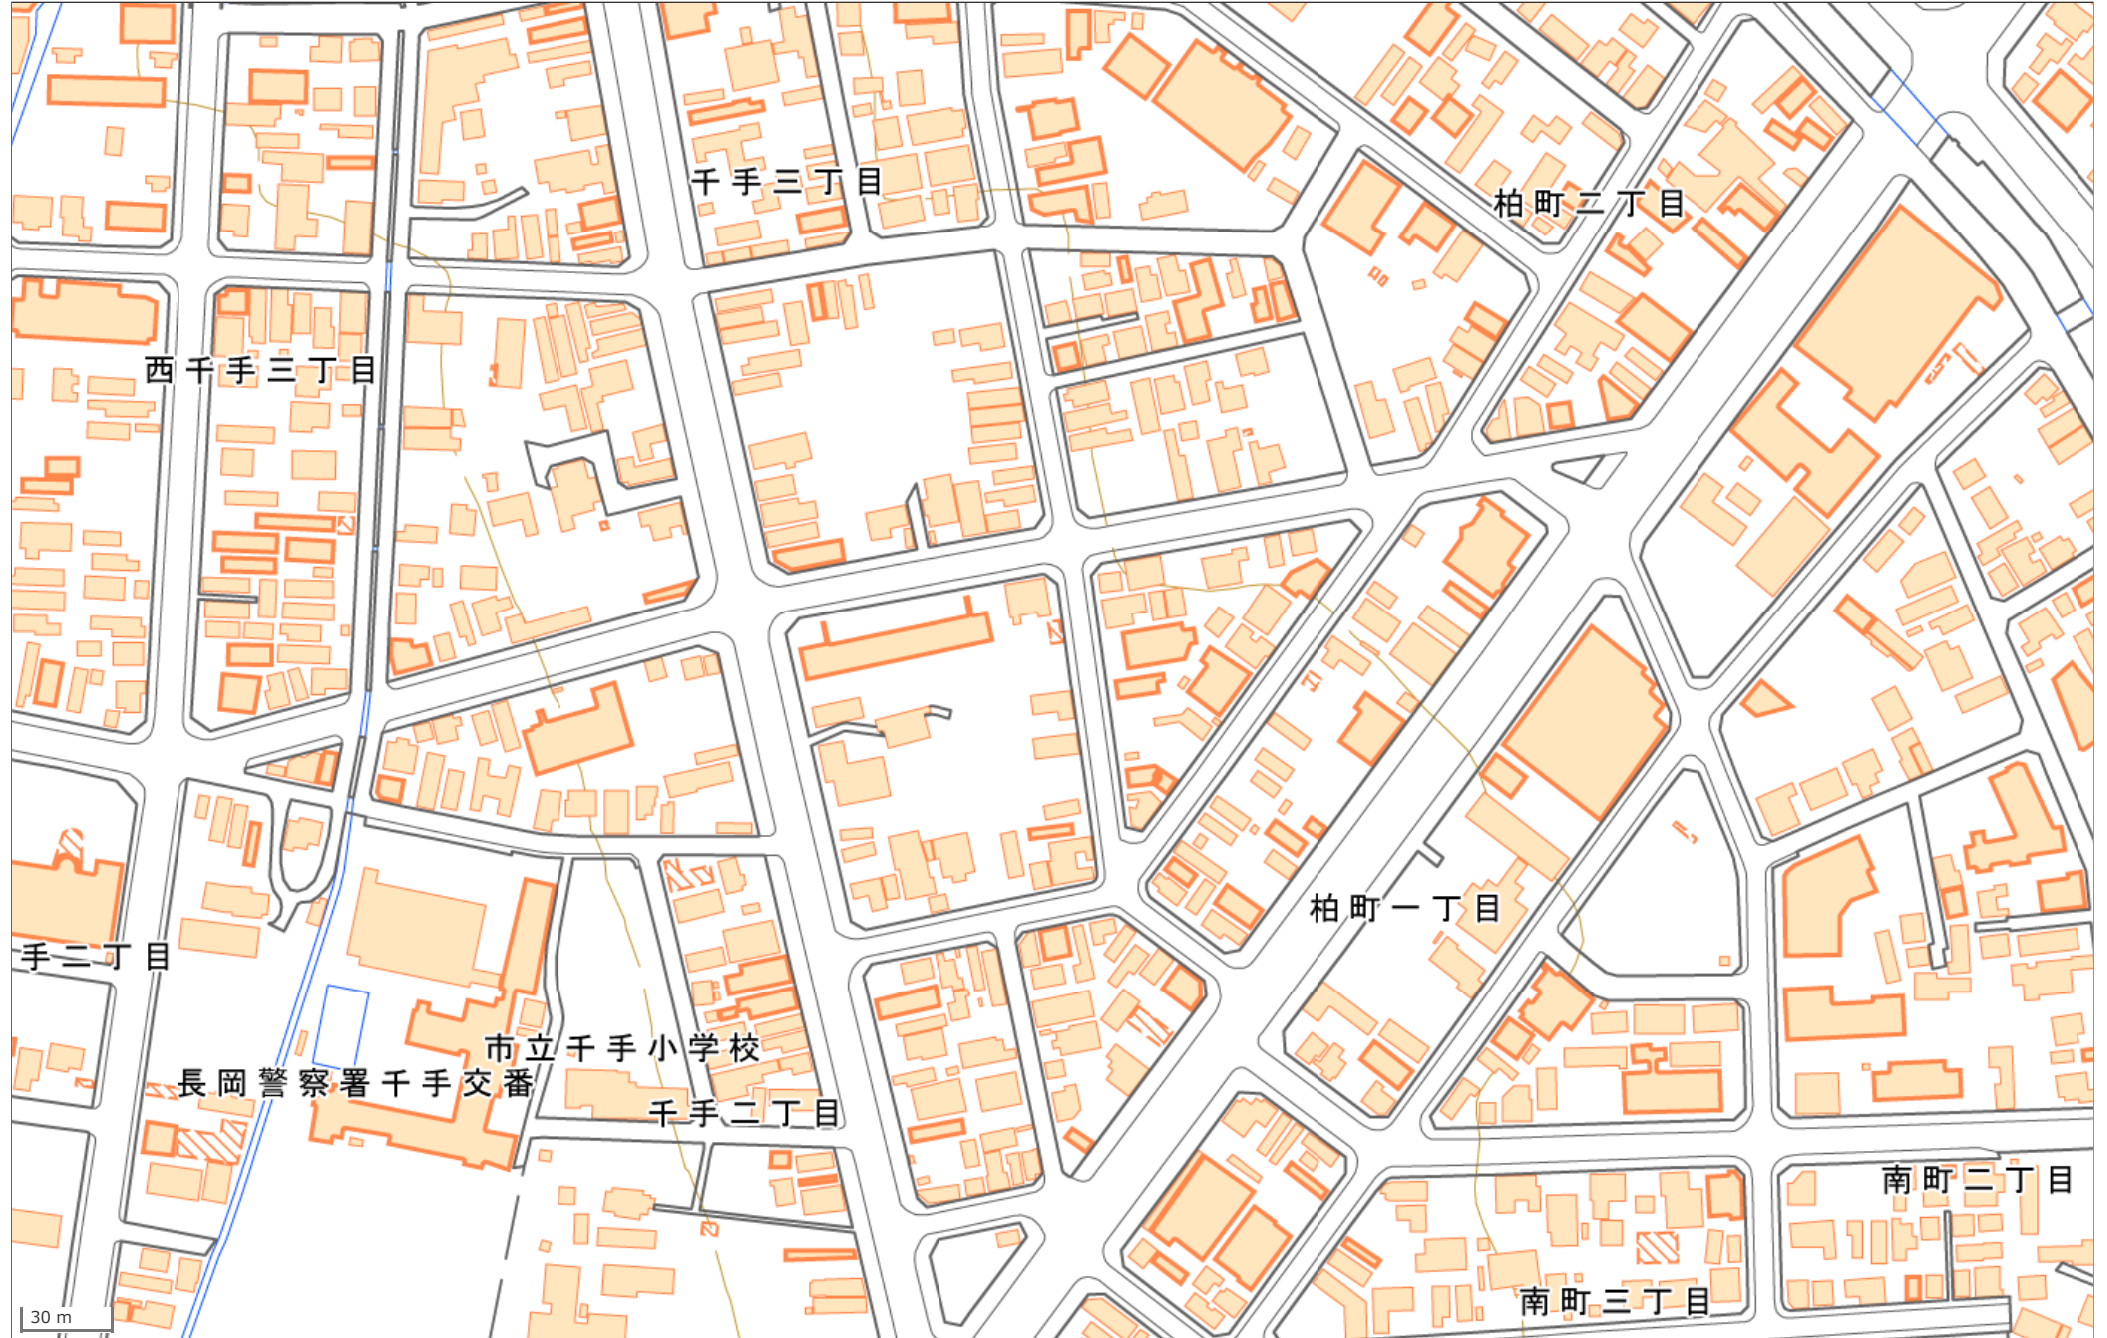 千手三丁目
柏町二丁目
西千手三丁目
柏町一丁目
手二丁目
市立千手小学校
長岡警察署千手交番
千手二丁目
南町二丁目
南町三丁目
30 m